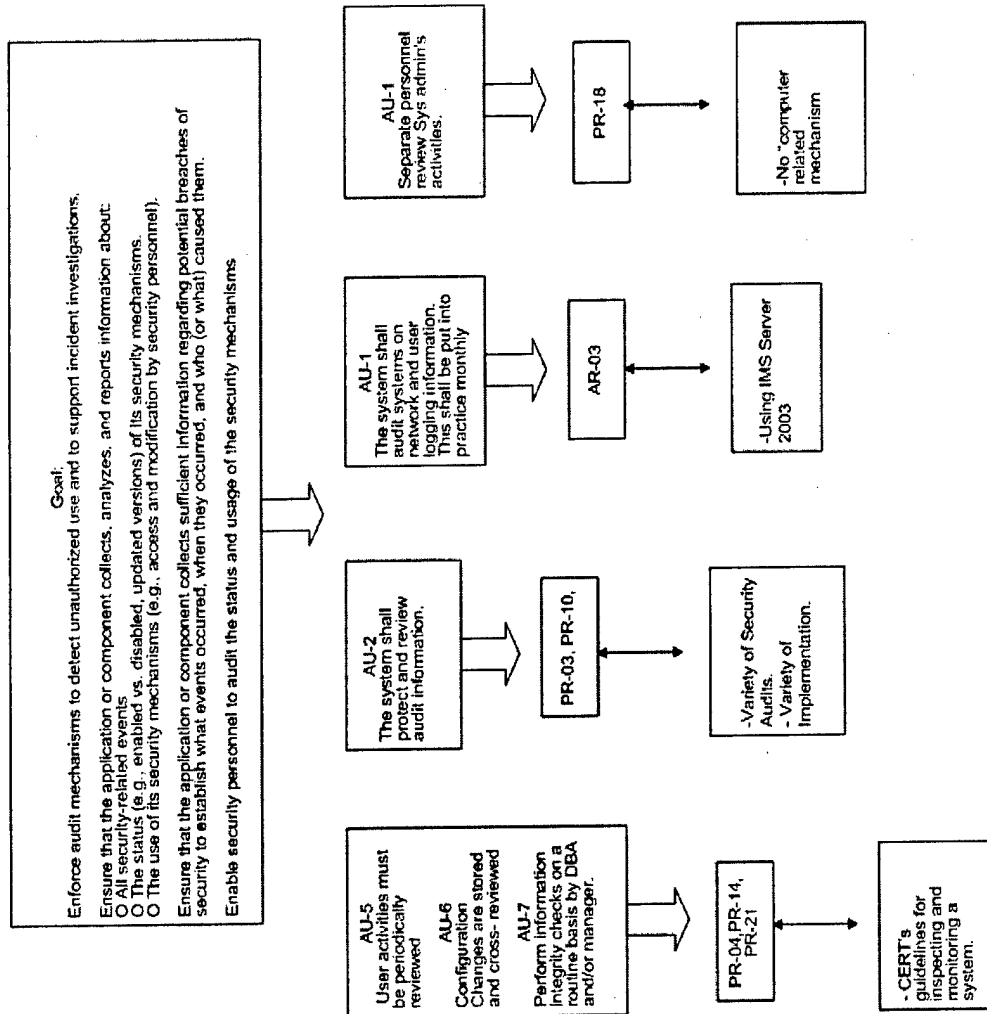 Goal:
Enforce audit mechanisms to detect unauthorized use and to support incident investigations.
Ensure that the application or component collects, analyzes, and reports information about:
O All security-related events
O The status (e.g., enabled vs. disabled, updated versions) of its security mechanisms.
O The use of its security mechanisms (e.g., access and modification by security personnel).
Ensure that the application or component collects sufficient information regarding potential breaches of
security to establish what events occurred, when they occurred, and who (or what) caused them.
Enable security personnel to audit the status and usage of the security mechanisms
AU-5
User activities must
be periodically
reviewed
AU-6
Configuration
Changes are stored
and cross- reviewed
AU-7
Perform information
Integrity checks on a
routine basis by DBA
and/or manager.
PR-04,PR-14,
PR-21
- CERT's
guidelines for
inspecting and
monitoring a
system.
AU-2
The system shall
protect and review
audit information.
PR-03, PR-10,
-Variety of Security
Audits.
- Variety of
Implementation.
AU-1
The system shall
audit systems on
network and user
logging information.
This shall be put into
practice monthly
AR-03
-Using IMS Server
2003
AU-1
Separate personnel
review Sys admin's
activities.
PR-18
-No "computer
related
mechanism